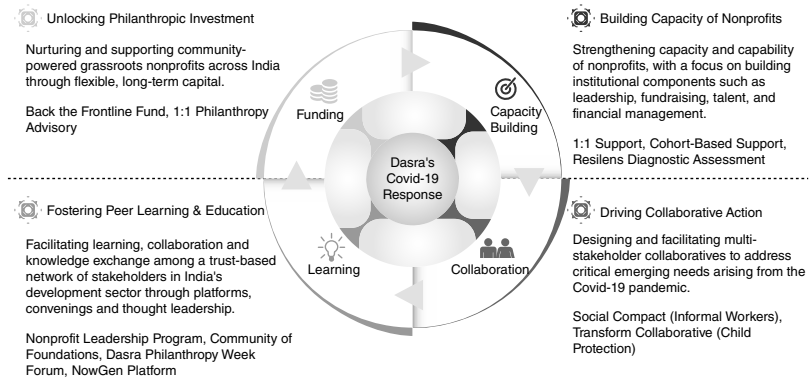 Unlocking Philanthropic Investment
Nurturing and supporting community-
powered grassroots nonprofits across India
through flexible, long-term capital.
Back the Frontline Fund, 1:1 Philanthropy
Advisory
Building Capacity of Nonprofits
Strengthening capacity and capability
of nonprofits, with a focus on building
institutional components such as
leadership, fundraising, talent, and
financial management.
1:1 Support, Cohort-Based Support,
Resilens Diagnostic Assessment
Funding
Capacity
Building
Dasra's
Covid-19
Response
Learning
Collaboration
Fostering Peer Learning & Education
Facilitating learning, collaboration and
knowledge exchange among a trust-based
network of stakeholders in India's
development sector through platforms,
convenings and thought leadership.
Nonprofit Leadership Program, Community of
Foundations, Dasra Philanthropy Week
Forum, NowGen Platform
Driving Collaborative Action
Designing and facilitating multi-
stakeholder collaboratives to address
critical emerging needs arising from the
Covid-19 pandemic.
Social Compact (Informal Workers),
Transform Collaborative (Child
Protection)